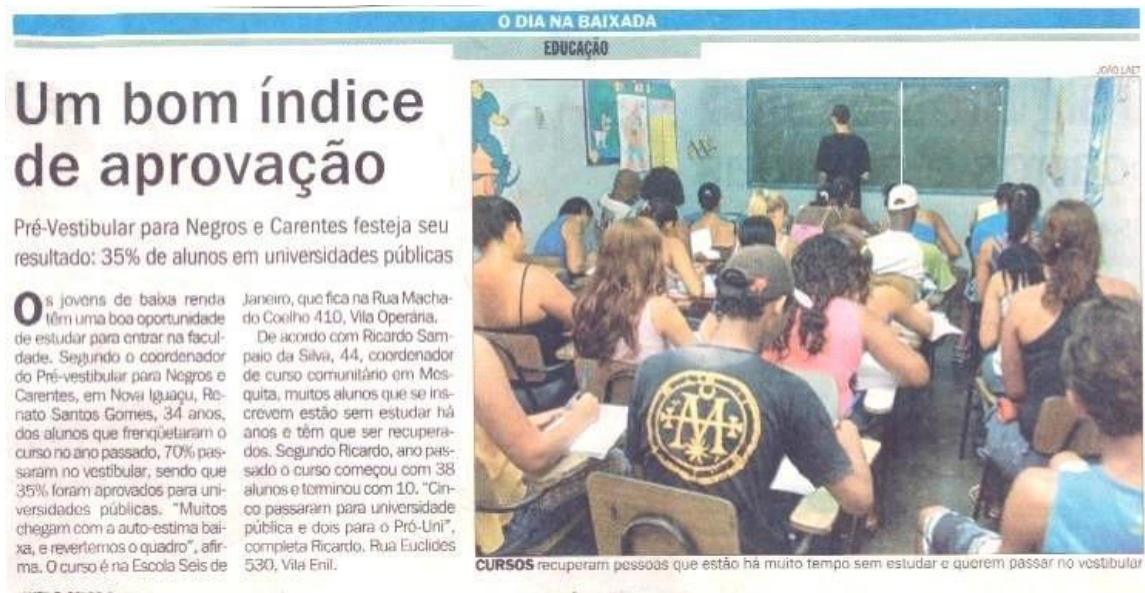 O DIA NA BAIXADA
EDUCAÇÃO
JOÃO LAET
Um bom índice
de aprovação
Pré-Vestibular para Negros e Carentes festeja seu
resultado: 35% de alunos em universidades públicas
Os jovens de baixa renda
têm uma boa oportunidade
de estudar para entrar na facul-
dade. Segundo o coordenador
do Pré-vestibular para Negros e
Carentes, em Nova Iguaçu, Re-
nato Santos Gomes, 34 anos,
dos alunos que frenqüetaram o
curso no ano passado, 70% pas-
saram no vestibular, sendo que
35% foram aprovados para uni-
versidades públicas. "Muitos
chegam com a auto-estima bai-
xa, e revertemos o quadro", afir-
ma. O curso é na Escola Seis de
Janeiro, que fica na Rua Macha-
do Coelho 410, Vila Operária.
De acordo com Ricardo Sam-
paio da Silva, 44, coordenador
de curso comunitário em Mes-
quita, muitos alunos que se ins-
crevem estão sem estudar há
anos e têm que ser recupera-
dos. Segundo Ricardo, ano pas-
sado o curso começou com 38
alunos e terminou com 10. "Cin-
co passaram para universidade
pública e dois para o Pró-Uni",
completa Ricardo. Rua Euclides
530, Vila Enil.
CURSOS recuperam pessoas que estão há muito tempo sem estudar e querem passar no vestibular